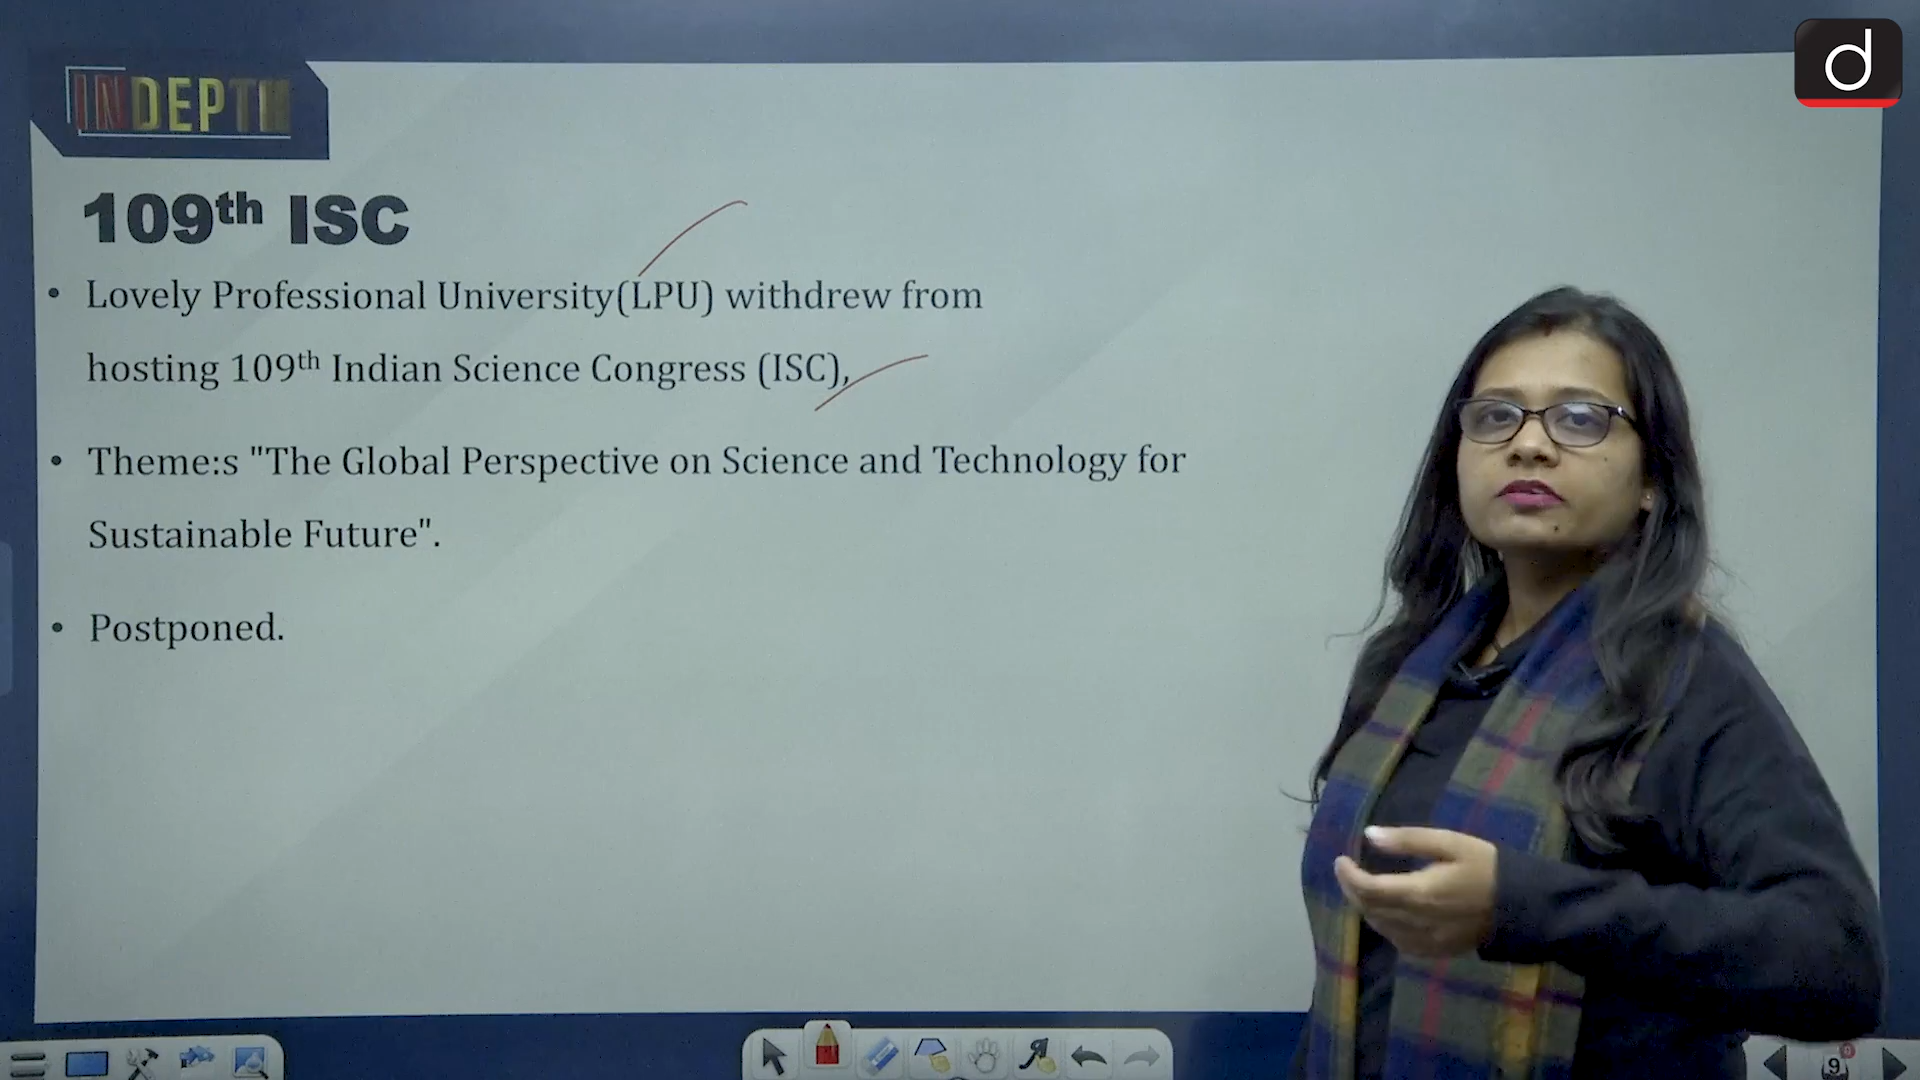 INDEPTH
d
109th ISC
• Lovely Professional University(LPU) withdrew from
hosting 109th Indian Science Congress (ISC),
• Theme:s "The Global Perspective on Science and Technology for
Sustainable Future".
• Postponed.
9